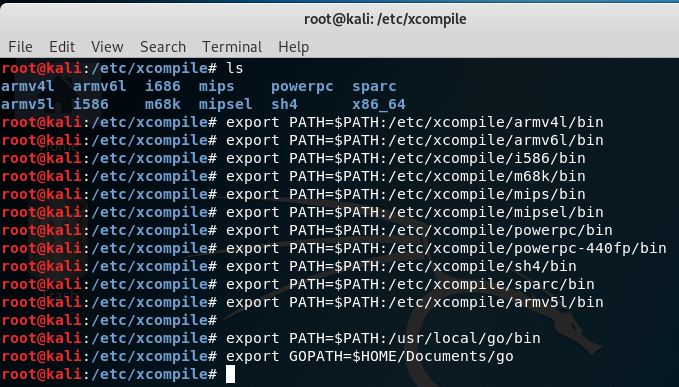 root@kali: /etc/xcompile
File Edit View Search Terminal Help
root@kali:/etc/xcompile# ls
armv4l armv6l i686 mips powerpc sparc
armv5l i586 m68k mipsel sh4 x86_64
root@kali:/etc/xcompile# export PATH=$PATH:/etc/xcompile/armv4l/bin
root@kali:/etc/xcompile# export PATH=$PATH:/etc/xcompile/armv6l/bin
root@kali:/etc/xcompile# export PATH=$PATH:/etc/xcompile/i586/bin
root@kali:/etc/xcompile# export PATH=$PATH:/etc/xcompile/m68k/bin
root@kali:/etc/xcompile# export PATH=$PATH:/etc/xcompile/mips/bin
root@kali:/etc/xcompile# export PATH=$PATH:/etc/xcompile/mipsel/bin
root@kali:/etc/xcompile# export PATH=$PATH:/etc/xcompile/powerpc/bin
root@kali:/etc/xcompile# export PATH=$PATH:/etc/xcompile/powerpc-440fp/bin
root@kali:/etc/xcompile# export PATH=$PATH:/etc/xcompile/sh4/bin
root@kali:/etc/xcompile# export PATH=$PATH:/etc/xcompile/sparc/bin
root@kali:/etc/xcompile# export PATH=$PATH:/etc/xcompile/armv5l/bin
root@kali:/etc/xcompile#
root@kali:/etc/xcompile# export PATH=$PATH:/usr/local/go/bin
root@kali:/etc/xcompile# export GOPATH=$HOME/Documents/go
root@kali:/etc/xcompile#